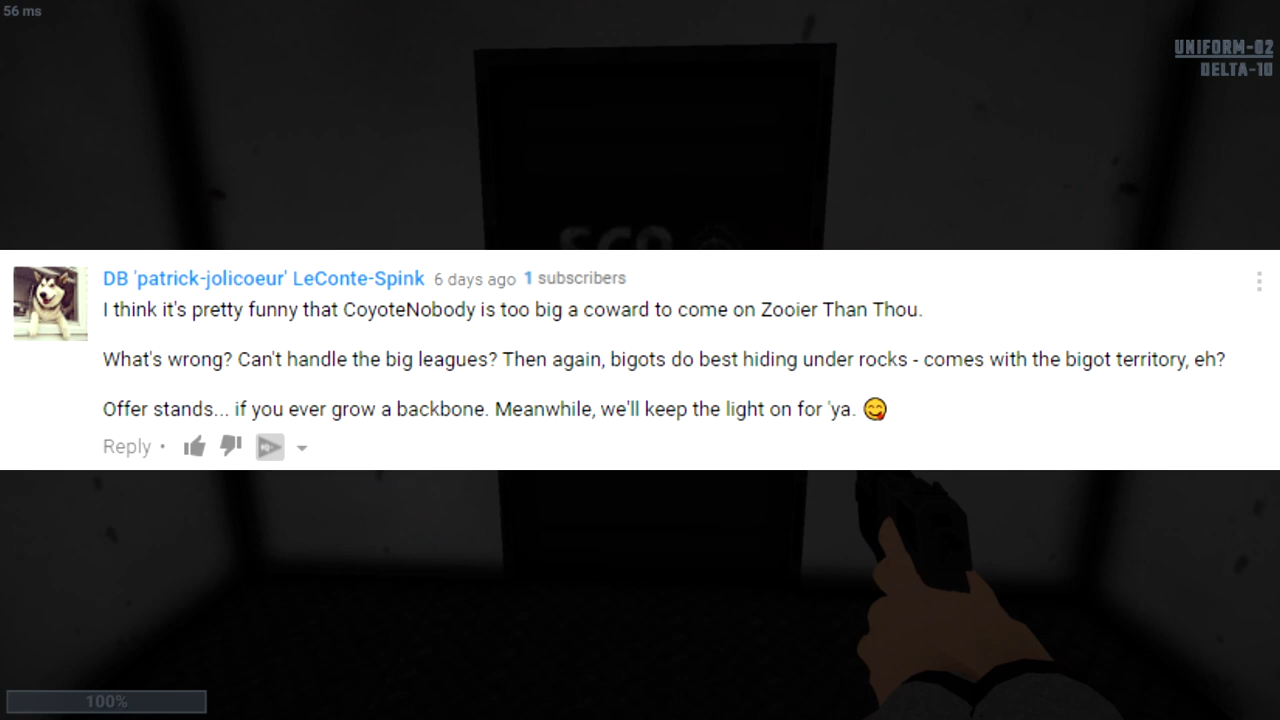 56 ms
UNIFORM-02
DELTA-10
SCP
DB 'patrick-jolicoeur' LeConte-Spink 6 days ago 1 subscribers
I think it's pretty funny that CoyoteNobody is too big a coward to come on Zooier Than Thou.
What's wrong? Can't handle the big leagues? Then again, bigots do best hiding under rocks - comes with the bigot territory, eh?
Offer stands... if you ever grow a backbone. Meanwhile, we'll keep the light on for 'ya. 😋
Reply •
100%